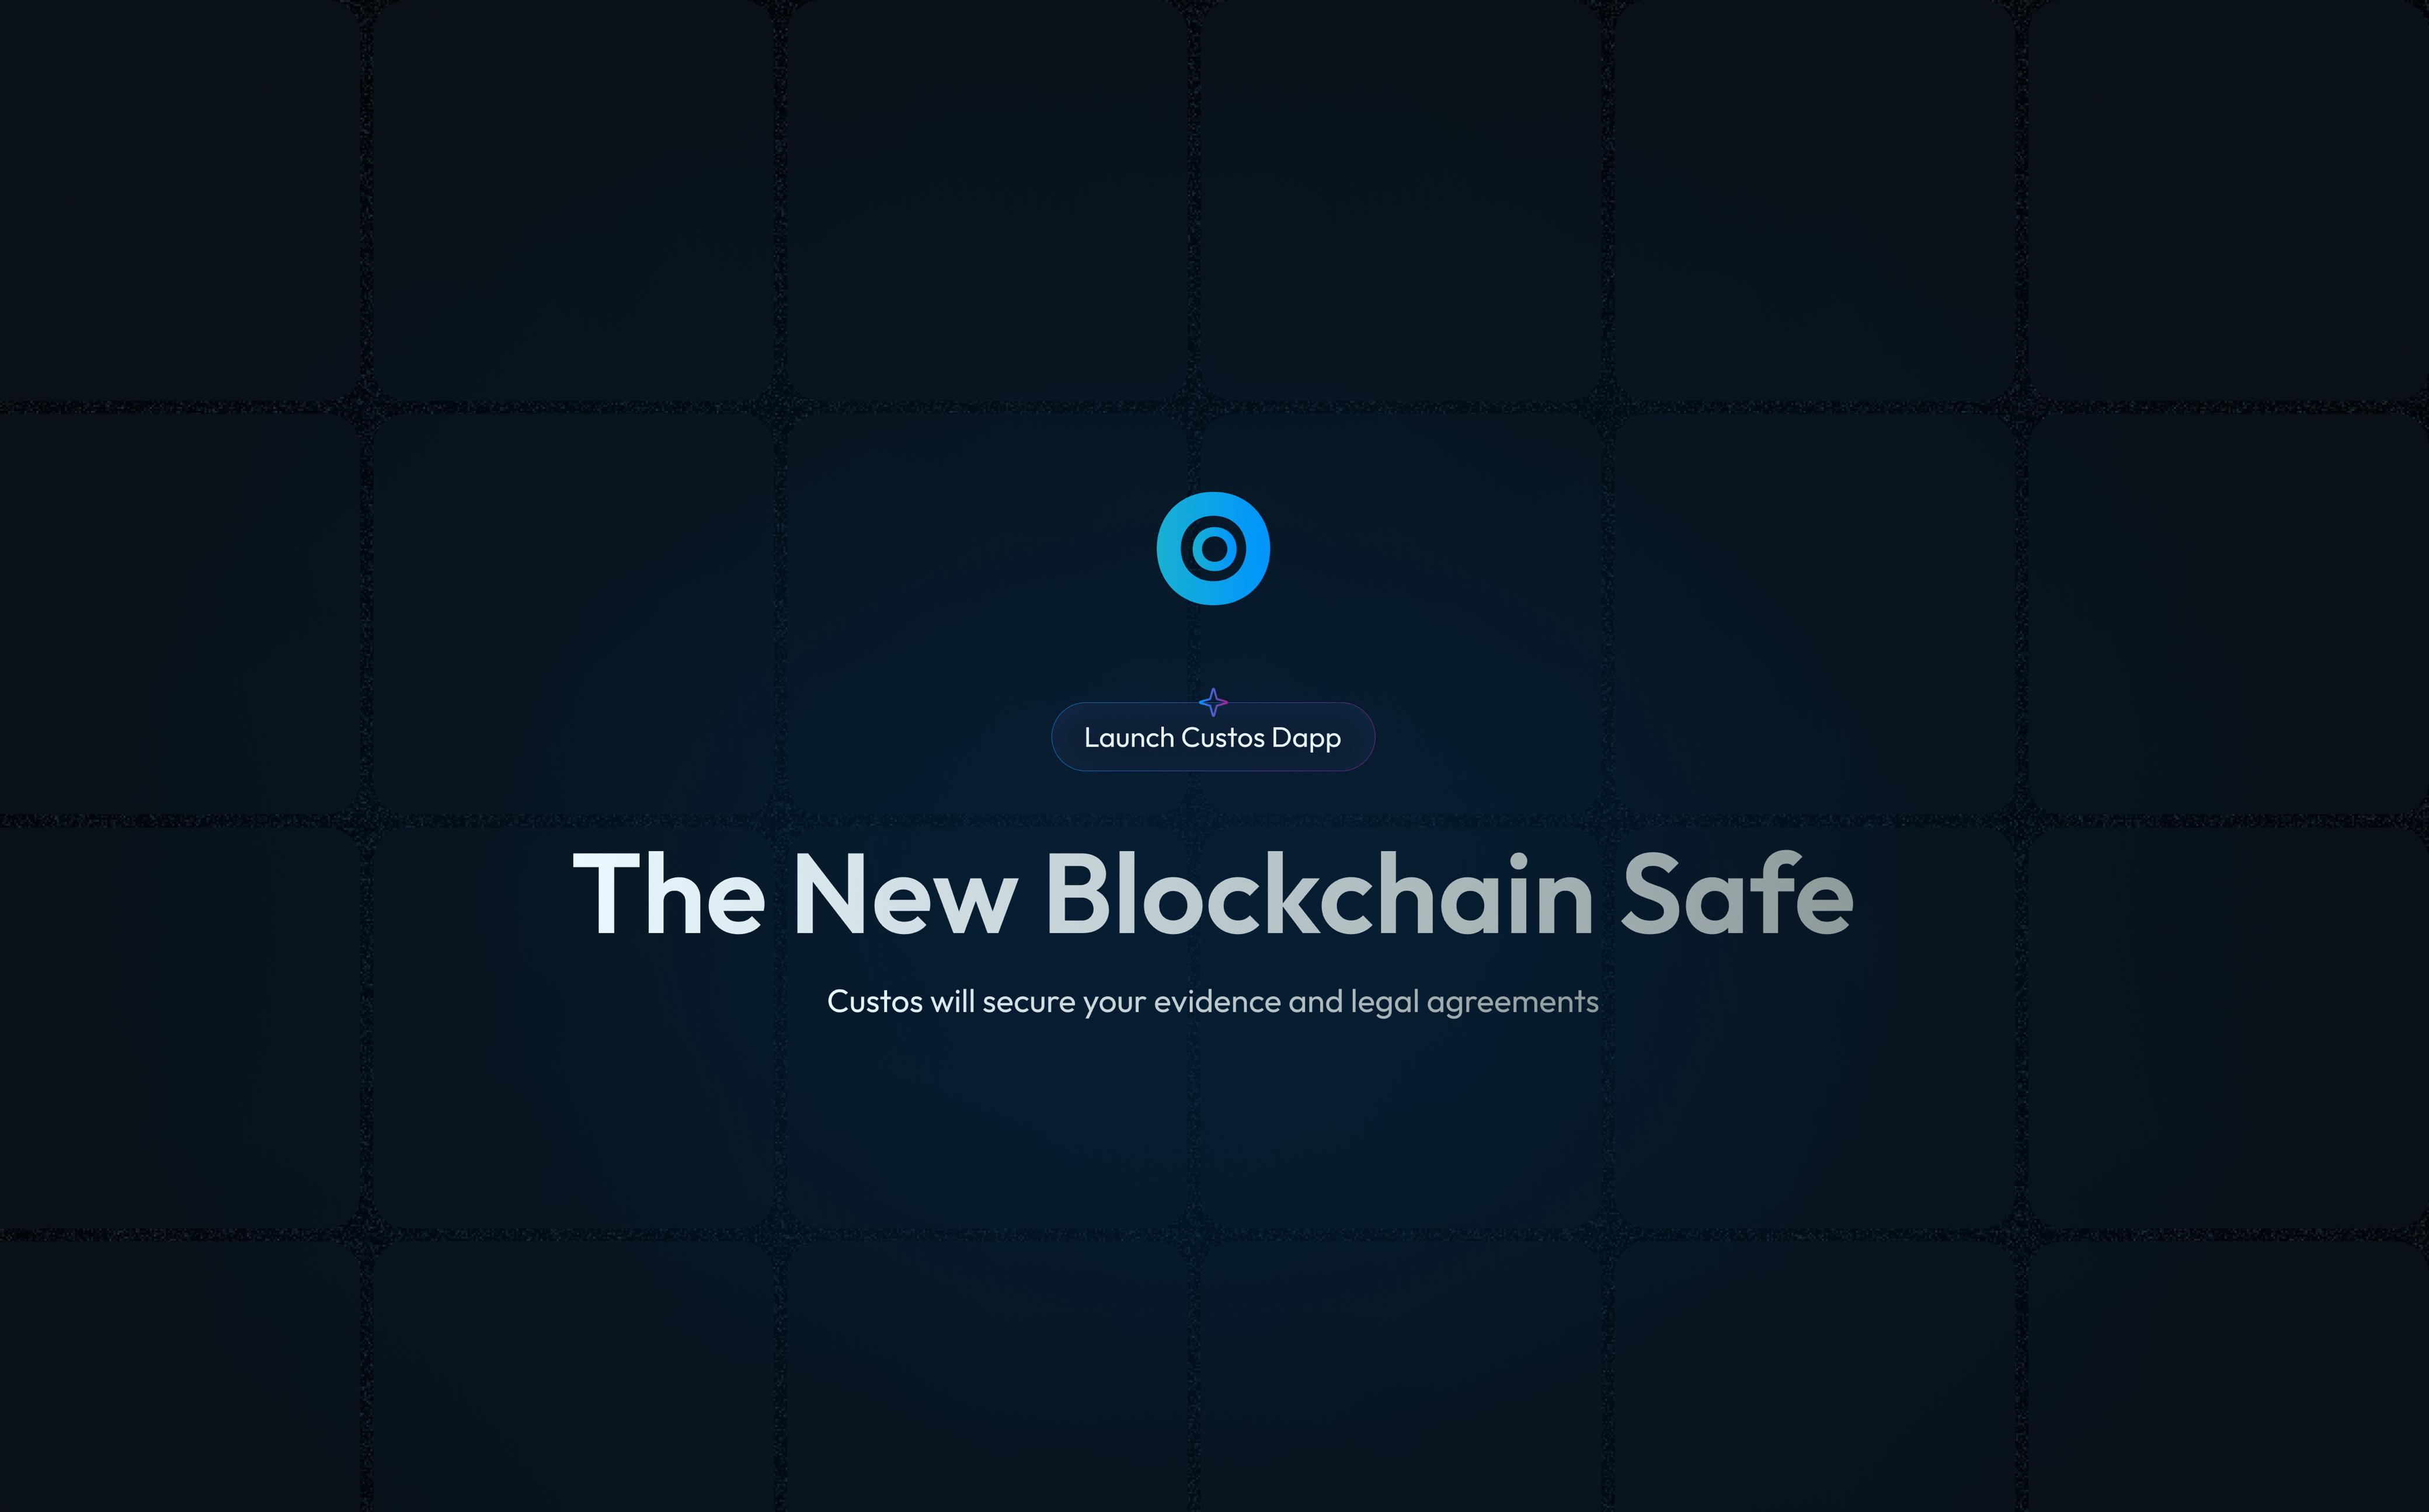 Launch Custos Dapp
The New Blockchain Safe
Custos will secure your evidence and legal agreements